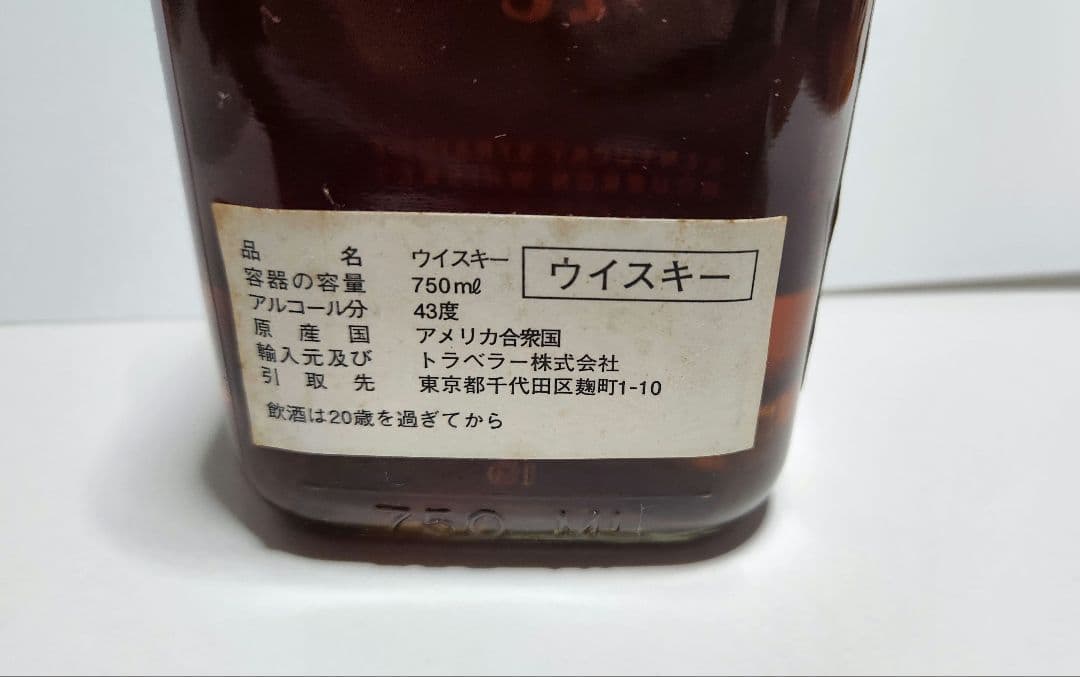 品名 ウイスキー
ウイスキー
容器の容量 750mℓ
アルコール分 43度
原産国 アメリカ合衆国
輸入元及び トラベラー株式会社
引取先 東京都千代田区麹町1-10
飲酒は20歳を過ぎてから
750 Ml